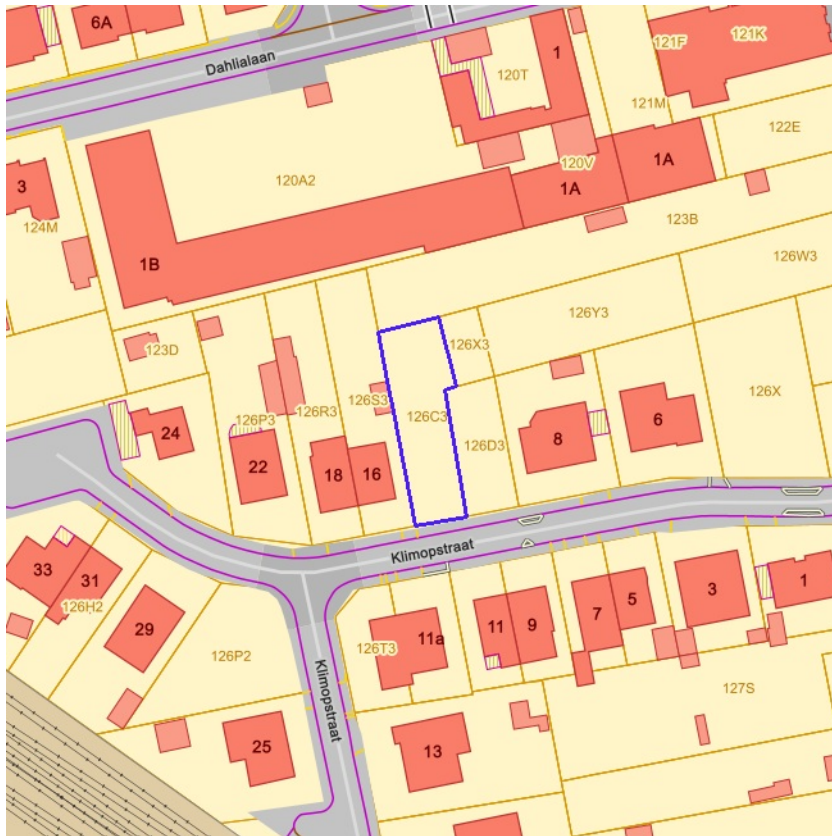 6A
Dahlialaan
1
120T
121F
121K
121M
122E
120V
1A
1A
3
120A2
124M
123B
1B
126W3
126Y3
123D
126X3
126S3
126X
126R3
126C3
126P3
24
126D3
8
6
22
18
16
Klimopstraat
33
31
126H2
29
11
9
7
5
3
1
11a
126T3
126P2
Klimopstraat
127S
25
13